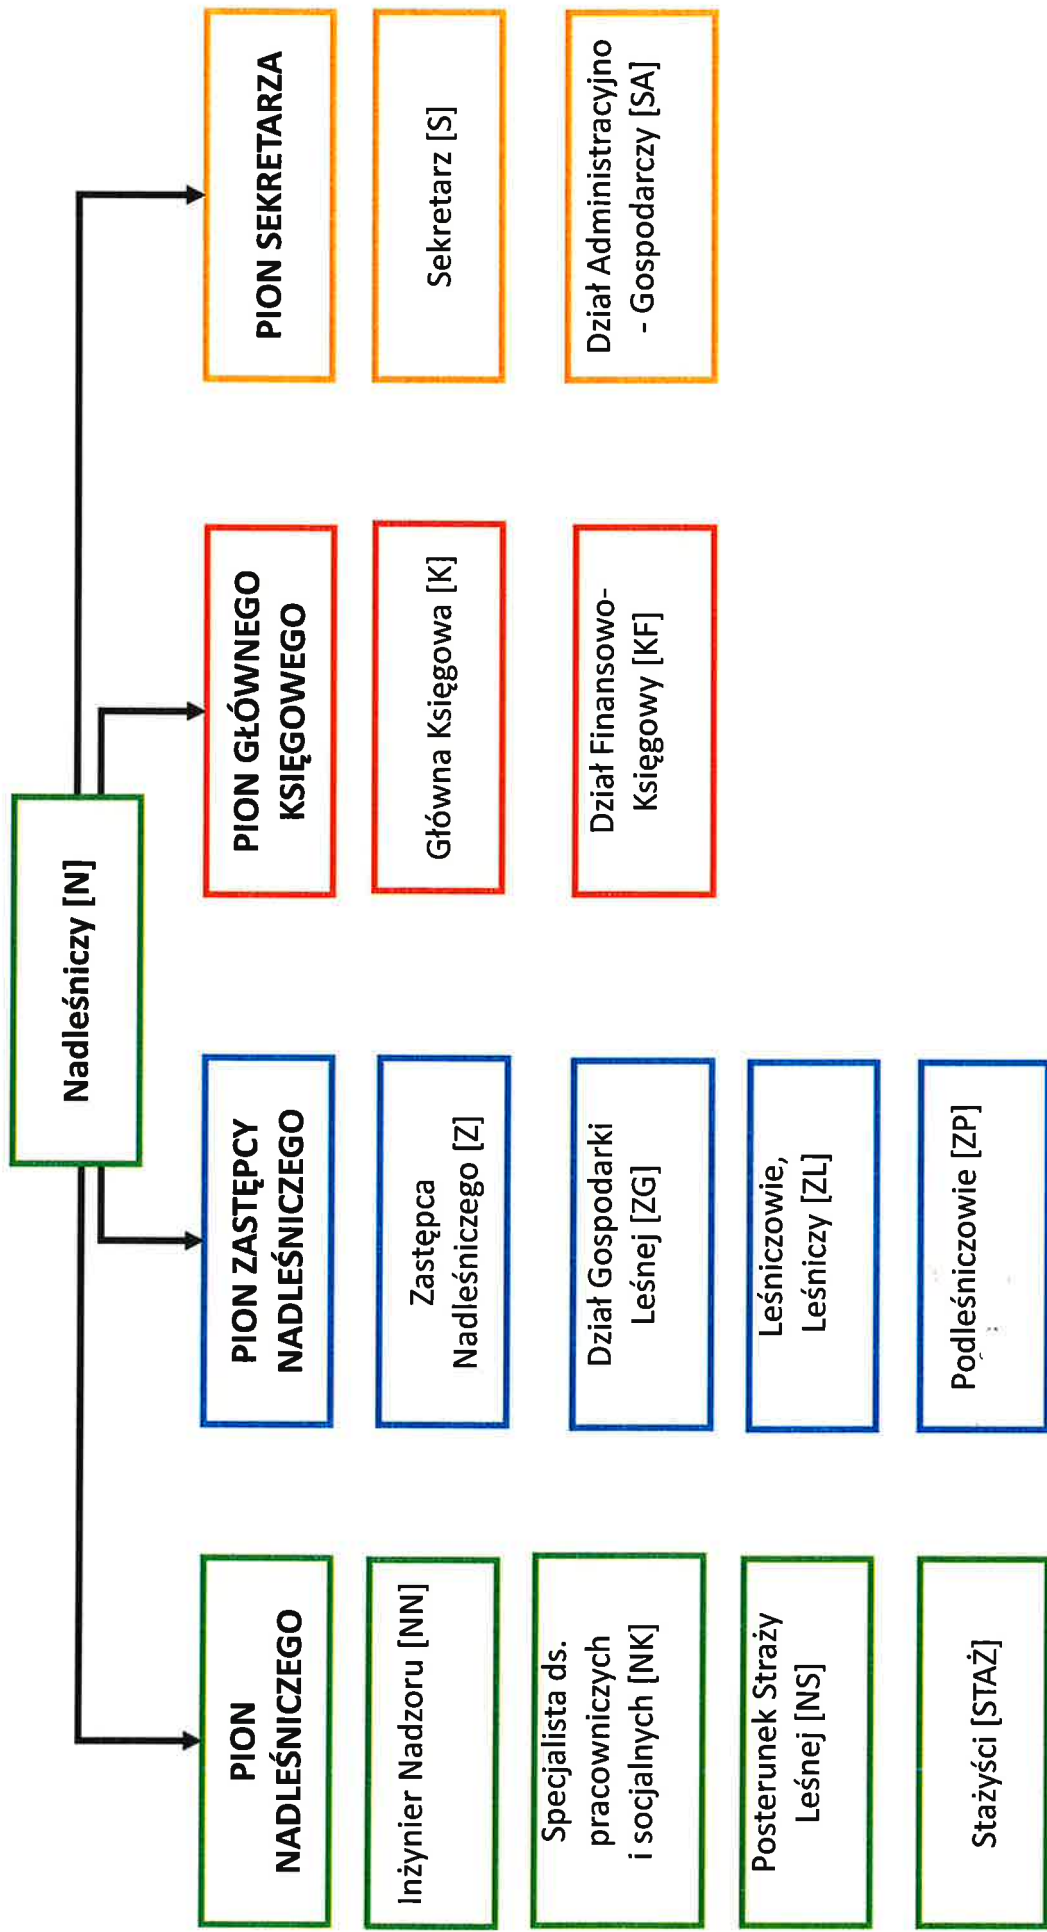 Nadleśniczy [N]
PION
NADLEŚNICZEGO
Inżynier Nadzoru [NN]
Specjalista ds.
pracowniczych
i socjalnych [NK]
Posterunek Straży
Leśnej [NS]
Stażyści [STAŻ]
PION ZASTĘPCY
NADLEŚNICZEGO
Zastępca
Nadleśniczego [Z]
Dział Gospodarki
Leśnej [ZG]
Leśniczowie,
Leśniczy [ZL]
Podleśniczowie [ZP]
PION GŁÓWNEGO
KSIĘGOWEGO
Główna Księgowa [K]
Dział Finansowo-
Księgowy [KF]
PION SEKRETARZA
Sekretarz [S]
Dział Administracyjno
- Gospodarczy [SA]